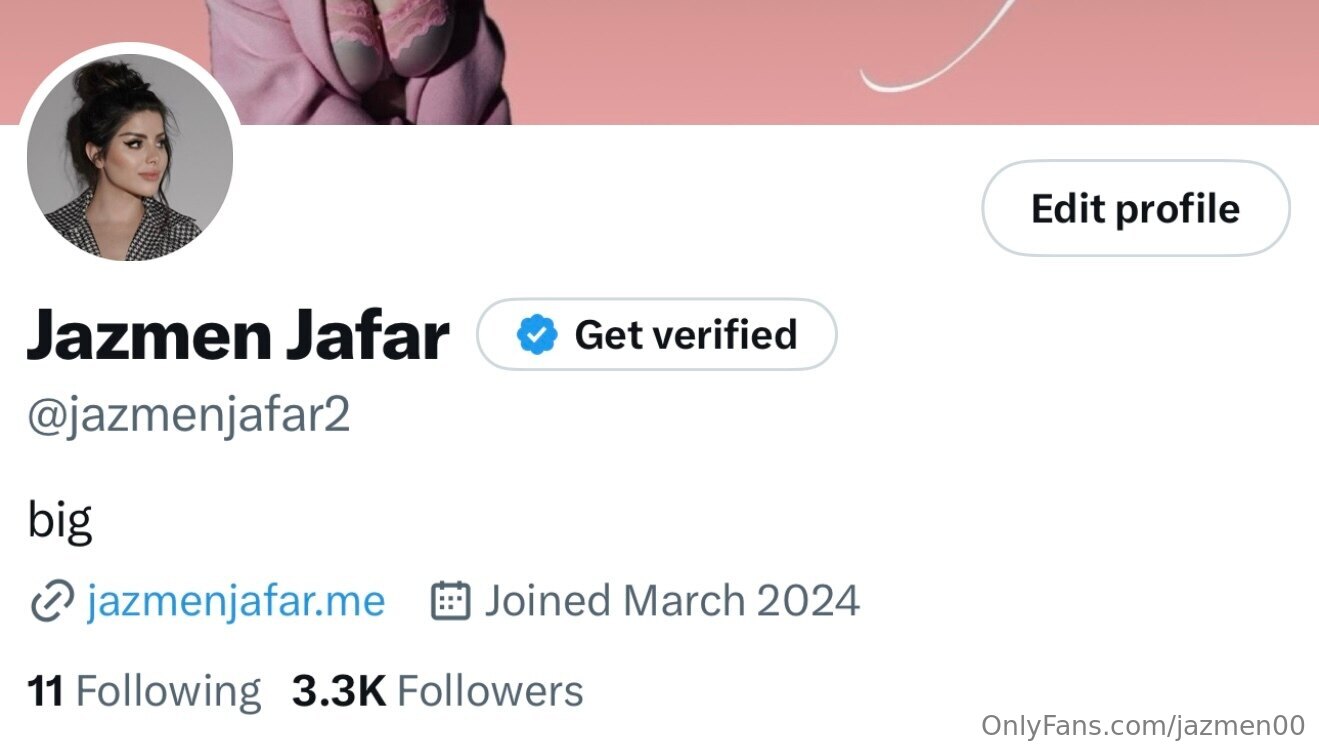 Edit profile
Jazmen Jafar Get verified
@jazmenjafar2
big
jazmenjafar.me Joined March 2024
11 Following 3.3K Followers
OnlyFans.com/jazmen00